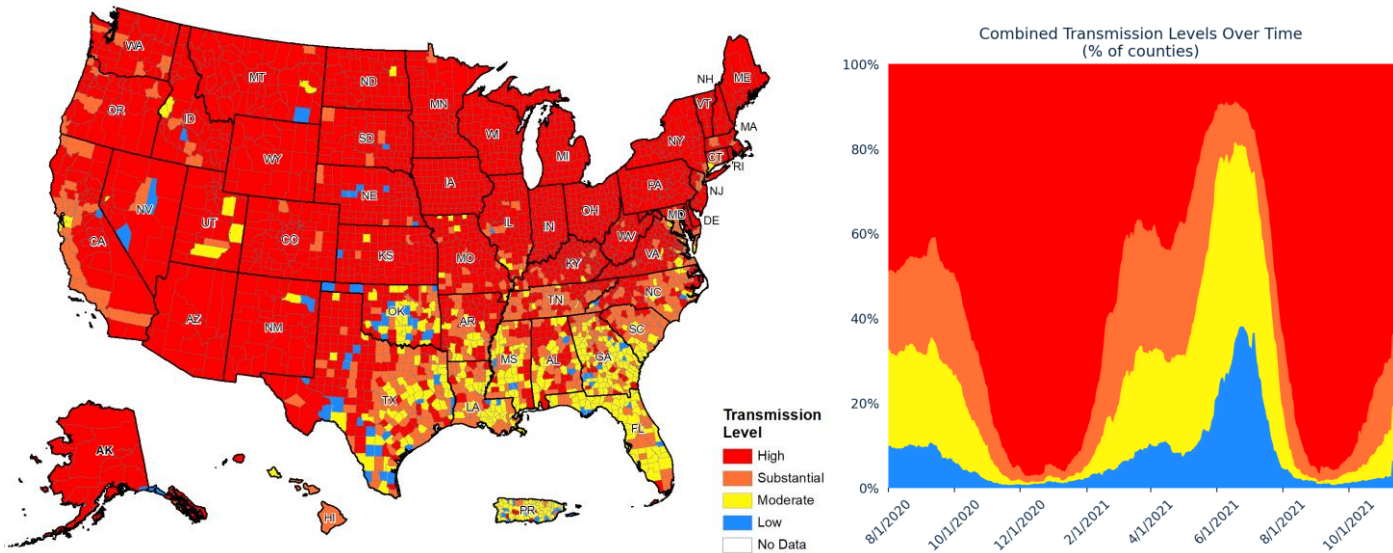 WA
MT
ND
MN
OR
ID
SD
WI
MI
NH
VT
ME
NY
MA
CT
RI
WY
NE
IA
PA
NJ
NV
UT
CO
IL
IN
OH
MD
DE
CA
KS
MO
KY
WV
VA
AZ
NM
OK
AR
TN
NC
SC
TX
LA
MS
AL
GA
FL
AK
HI
PR
Transmission
Level
High
Substantial
Moderate
Low
No Data
Combined Transmission Levels Over Time
(% of counties)
100%
80%
60%
40%
20%
0%
8/1/2020
10/1/2020
12/1/2020
2/1/2021
4/1/2021
6/1/2021
8/1/2021
10/1/2021